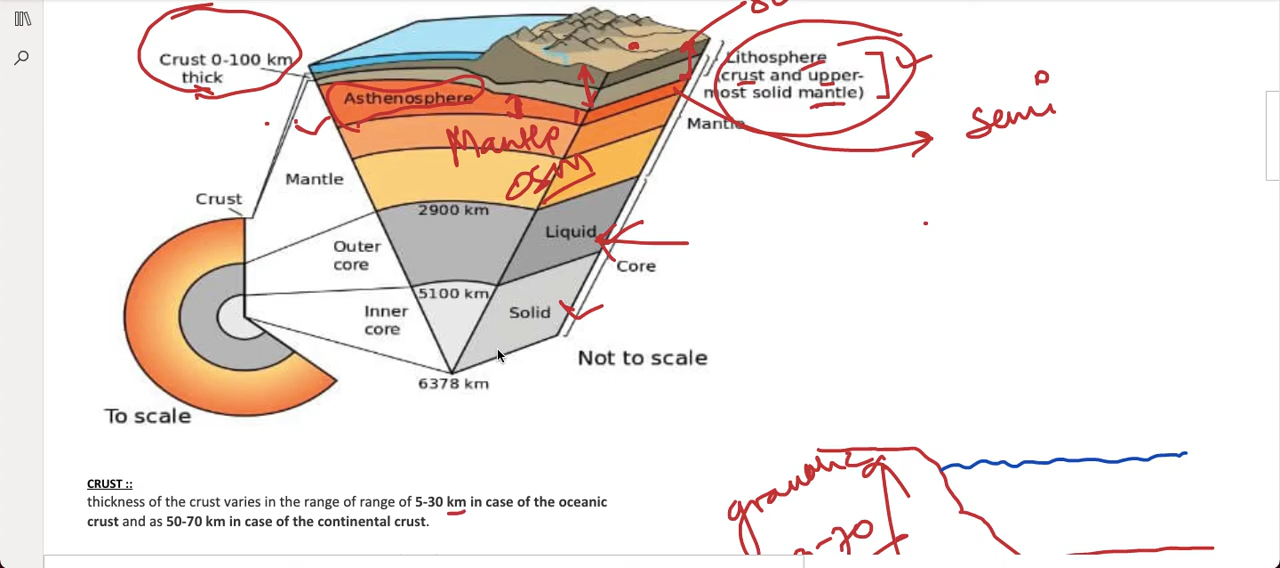 Crust 0-100 km
thick
Lithosphere
(crust and upper-
most solid mantle)
semi
Asthenosphere
Mantle
Mantle
OSM
Mantle
Crust
2900 km
Liquid
Outer
core
Core
5100 km
Inner
core
Solid
Not to scale
6378 km
To scale
CRUST ::
thickness of the crust varies in the range of range of 5-30 km in case of the oceanic
crust and as 50-70 km in case of the continental crust.